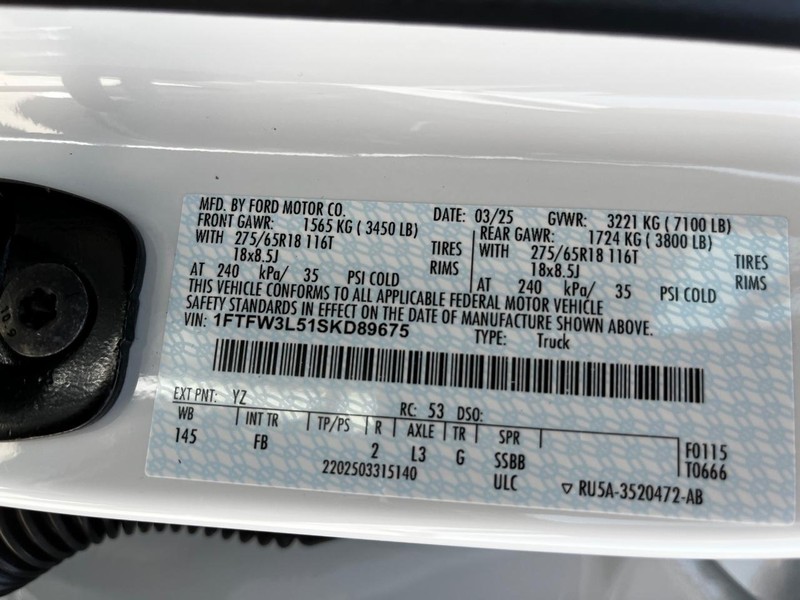 MFD. BY FORD MOTOR CO.
DATE: 03/25 GVWR: 3221 KG ( 7100 LB)
FRONT GAWR: 1565 KG ( 3450 LB)
WITH 275/65R18 116T TIRES
18x8.5J RIMS
AT 240 kPa/ 35 PSI COLD
REAR GAWR: 1724 KG ( 3800 LB)
WITH 275/65R18 116T TIRES
18x8.5J RIMS
AT 240 kPa/ 35 PSI COLD
THIS VEHICLE CONFORMS TO ALL APPLICABLE FEDERAL MOTOR VEHICLE
SAFETY STANDARDS IN EFFECT ON THE DATE OF MANUFACTURE SHOWN ABOVE.
VIN: 1FTFW3L51SKD89675 TYPE: Truck
EXT PNT: YZ RC: 53 DSO:
WB INT TR TP/PS R AXLE TR SPR
145 FB 2 L3 G SSBB
ULC
F0115
T0666
2202503315140
▽ RU5A-3520472-AB
10.9